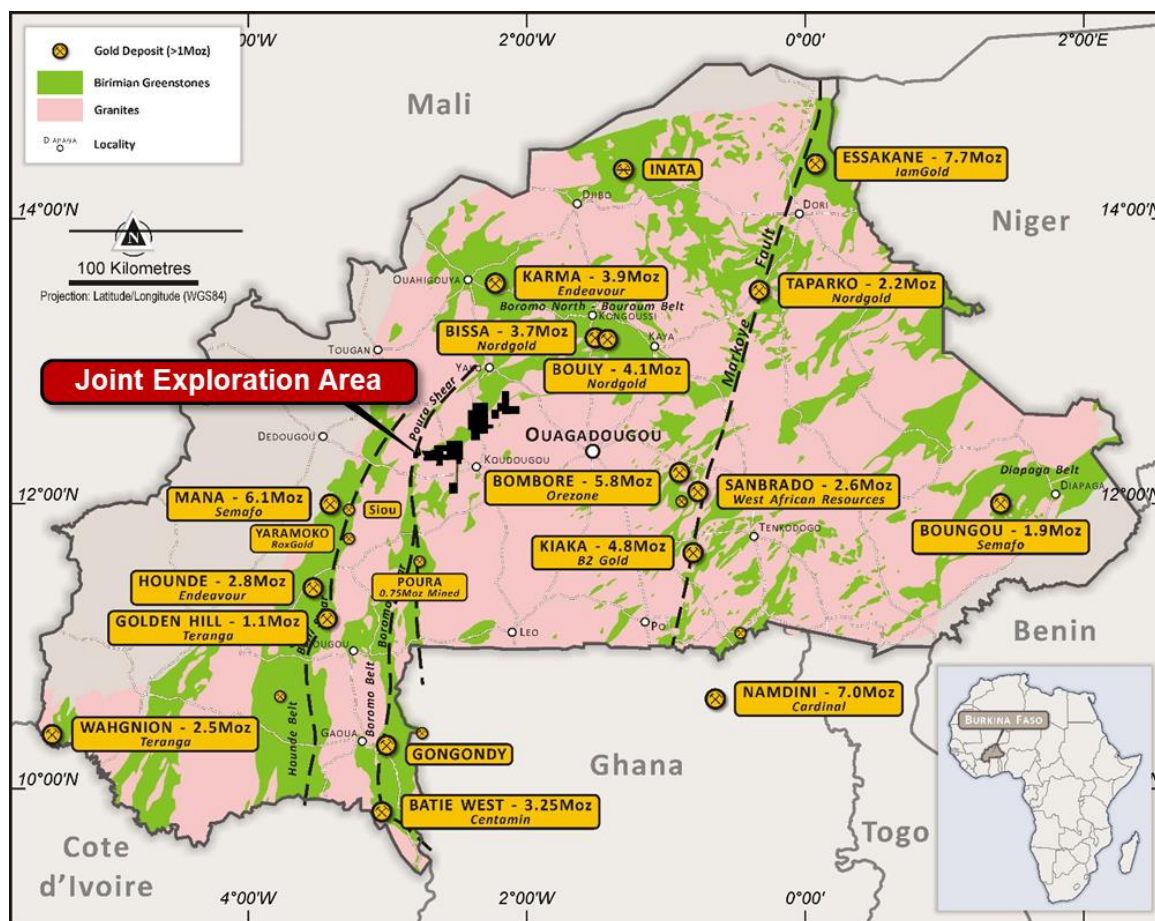 4°00'W
2°00'W
0°00'
2°00'E
Gold Deposit (>1Moz)
Birimian Greenstones
Granites
DIAPAGA
Locality
Mali
INATA
ESSAKANE - 7.7Moz
IamGold
DJIBO
DORI
14°00'N
14°00'N
Niger
N
100 Kilometres
Projection: Latitude/Longitude (WGS84)
OUAHIGOUYA
KARMA - 3.9Moz
Endeavour
Boromo North - Bouroum Belt
KONGOUSSI
Markoye Fault
TAPARKO - 2.2Moz
Nordgold
BISSA - 3.7Moz
Nordgold
KAYA
TOUGAN
YAKO
BOULY - 4.1Moz
Nordgold
Joint Exploration Area
Poura Shear
DEDOUGOU
OUAGADOUGOU
KOUDOUGOU
BOMBORE - 5.8Moz
Orezone
SANBRADO - 2.6Moz
West African Resources
Diapaga Belt
DIAPAGA
12°00'N
12°00'N
MANA - 6.1Moz
Semafo
Siou
BOUNGOU - 1.9Moz
Semafo
YARAMOKO
RoxGold
TENKODOGO
KIAKA - 4.8Moz
B2 Gold
HOUNDE - 2.8Moz
Endeavour
POURA
0.75Moz Mined
GOLDEN HILL - 1.1Moz
Teranga
LEO
PO
Benin
Boromo Belt
NAMDINI - 7.0Moz
Cardinal
BURKINA FASO
WAHGNION - 2.5Moz
Teranga
Hounde Belt
GAOUA
GONGONDY
Ghana
10°00'N
BATIE WEST - 3.25Moz
Centamin
Togo
Cote
d'Ivoire
4°00'W
2°00'W
0°00'